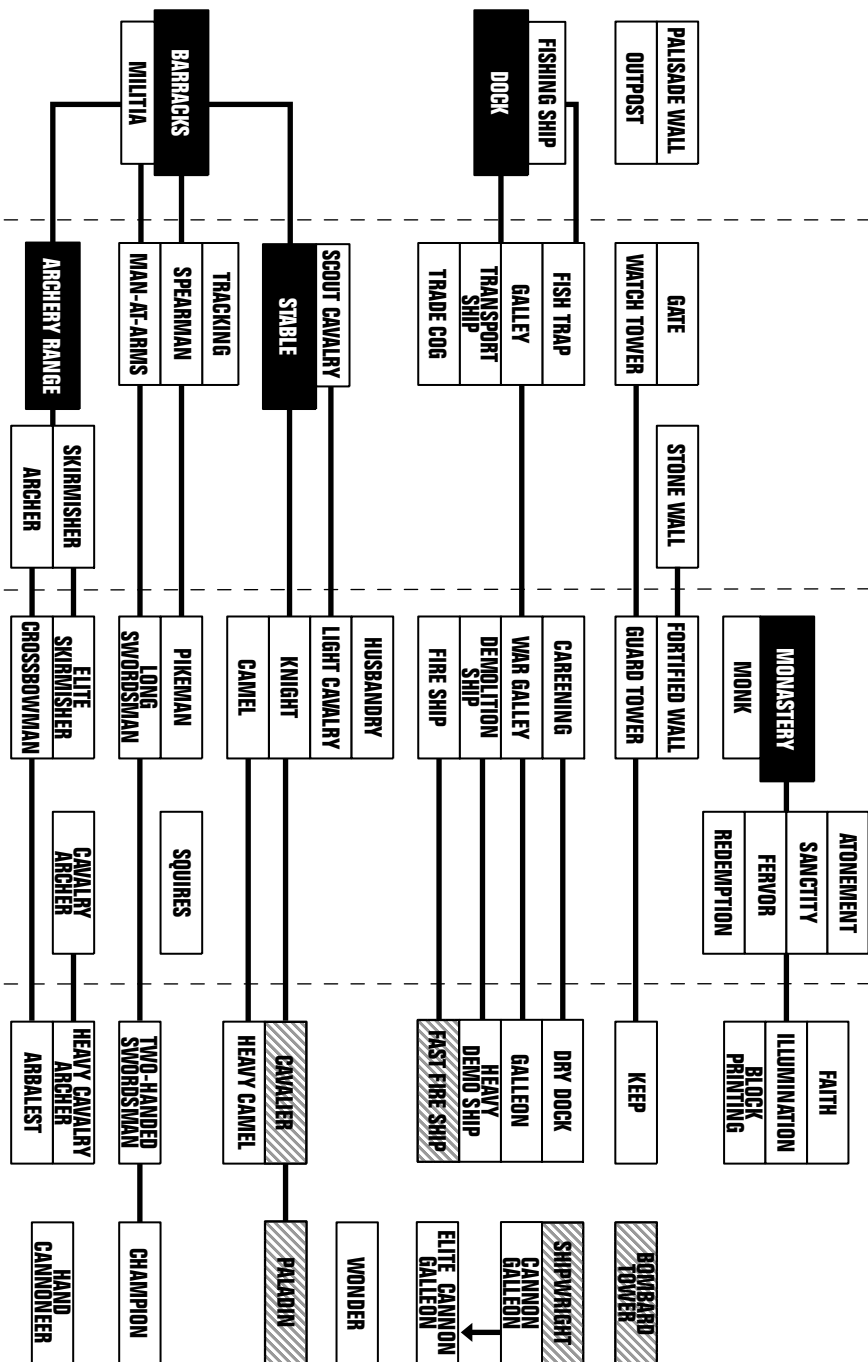 ATONEMENT
SANCTITY
FERVOR
REDEMPTION
MONASTERY
MONK
FAITH
ILLUMINATION
BLOCK
PRINTING
PALISADE WALL
OUTPOST
GATE
WATCH TOWER
STONE WALL
FORTIFIED WALL
GUARD TOWER
KEEP
BOMBARD
TOWER
FISHING SHIP
DOCK
FISH TRAP
GALLEY
TRANSPORT
SHIP
TRADE COG
CAREENING
WAR GALLEY
DEMOLITION
SHIP
FIRE SHIP
DRY DOCK
GALLEON
HEAVY
DEMO SHIP
FAST FIRE SHIP
SHIPWRIGHT
CANNON
GALLEON
ELITE CANNON
GALLEON
WONDER
SCOUT CAVALRY
STABLE
HUSBANDRY
LIGHT CAVALRY
KNIGHT
CAMEL
CAVALIER
HEAVY CAMEL
PALADIN
BARRACKS
MILITIA
TRACKING
SPEARMAN
MAN-AT-ARMS
PIKEMAN
LONG
SWORDSMAN
SQUIRES
TWO-HANDED
SWORDSMAN
CHAMPION
ARCHERY RANGE
SKIRMISHER
ARCHER
ELITE
SKIRMISHER
CROSSBOWMAN
CAVALRY
ARCHER
HEAVY CAVALRY
ARCHER
ARBALEST
HAND
CANNONEER